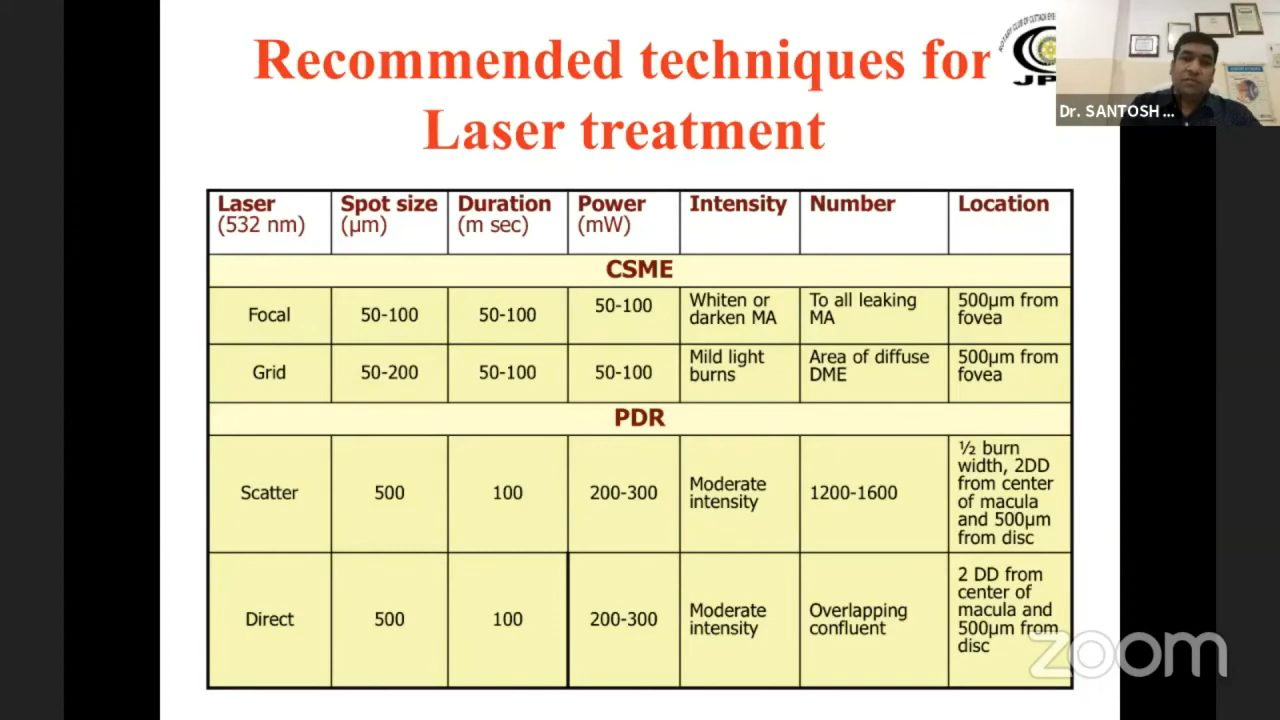 Recommended techniques for
Laser treatment
ROTARY CLUB OF CUTTACK
JP
Dr. SANTOSH ...
Laser Spot size Duration Power Intensity Number Location
(532 nm) (µm) (m sec) (mW)
CSME
Focal 50-100 50-100 50-100 Whiten or darken MA To all leaking MA 500µm from fovea
Grid 50-200 50-100 50-100 Mild light burns Area of diffuse DME 500µm from fovea
PDR
Scatter 500 100 200-300 Moderate intensity 1200-1600 ½ burn width, 2DD from center of macula and 500µm from disc
Direct 500 100 200-300 Moderate intensity Overlapping confluent 2 DD from center of macula and 500µm from disc
zoom